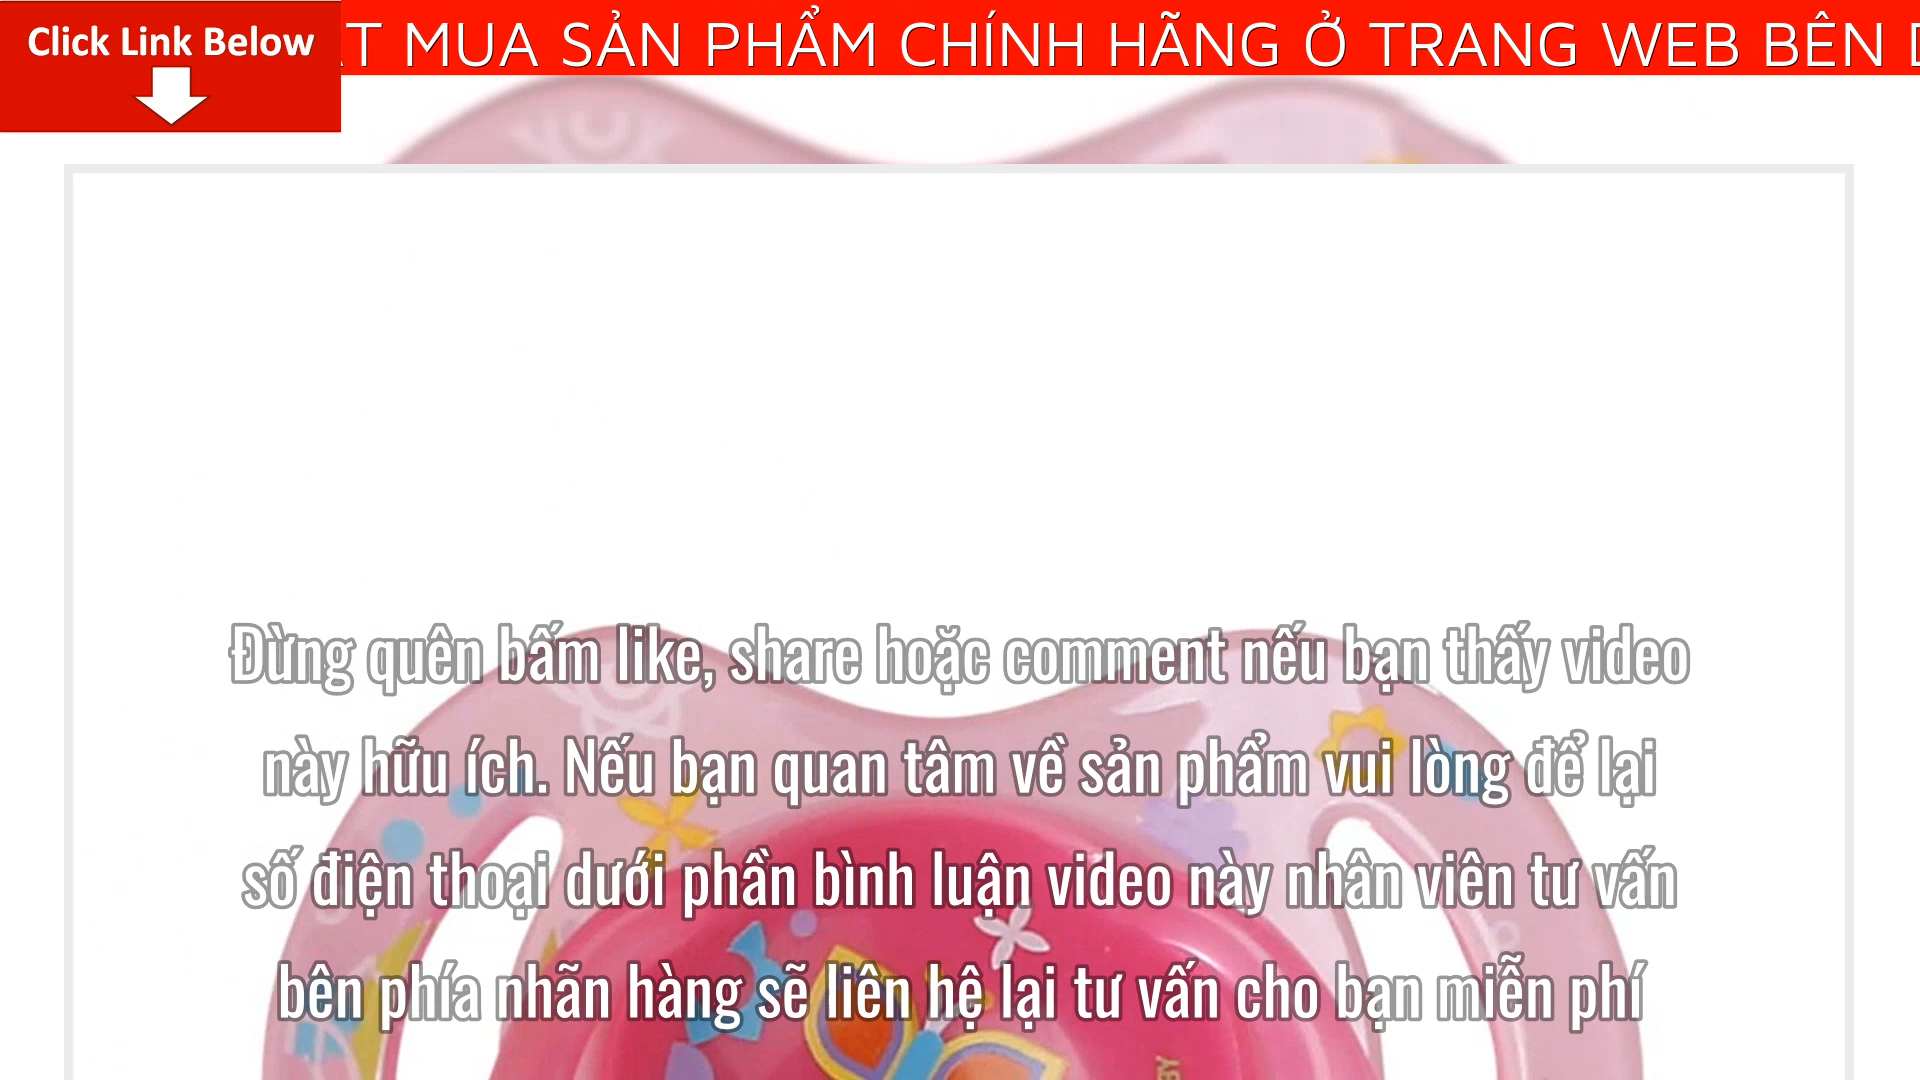 Click Link Below
MUA SẢN PHẨM CHÍNH HÃNG Ở TRANG WEB BÊN
Đừng quên bấm like, share hoặc comment nếu bạn thấy video
này hữu ích. Nếu bạn quan tâm về sản phẩm vui lòng để lại
số điện thoại dưới phần bình luận video này nhân viên tư vấn
bên phía nhãn hàng sẽ liên hệ lại tư vấn cho bạn miễn phí